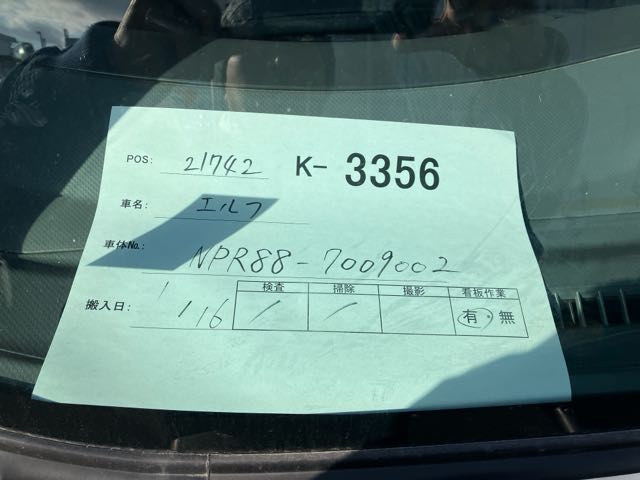 POS: 21742 K-3356
車名: エルフ
車体No.: NPR88-7009002
搬入日: 1/16
検査 掃除 撮影 看板作業
有・無